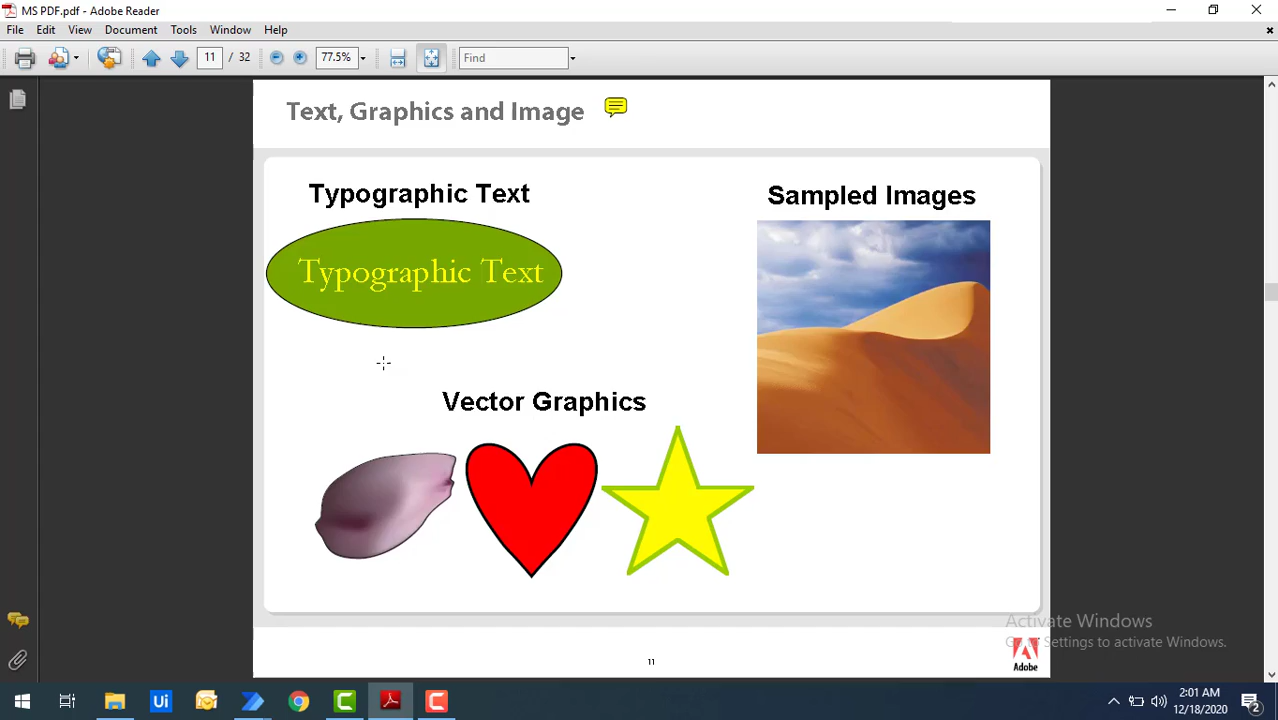 MS PDF.pdf - Adobe Reader
File Edit View Document Tools Window Help
11 / 32 77.5% Find
Text, Graphics and Image
Typographic Text
Sampled Images
Typographic Text
Vector Graphics
Activate Windows
Go to Settings to activate Windows.
Adobe
11
Ui
2:01 AM
12/18/2020
2